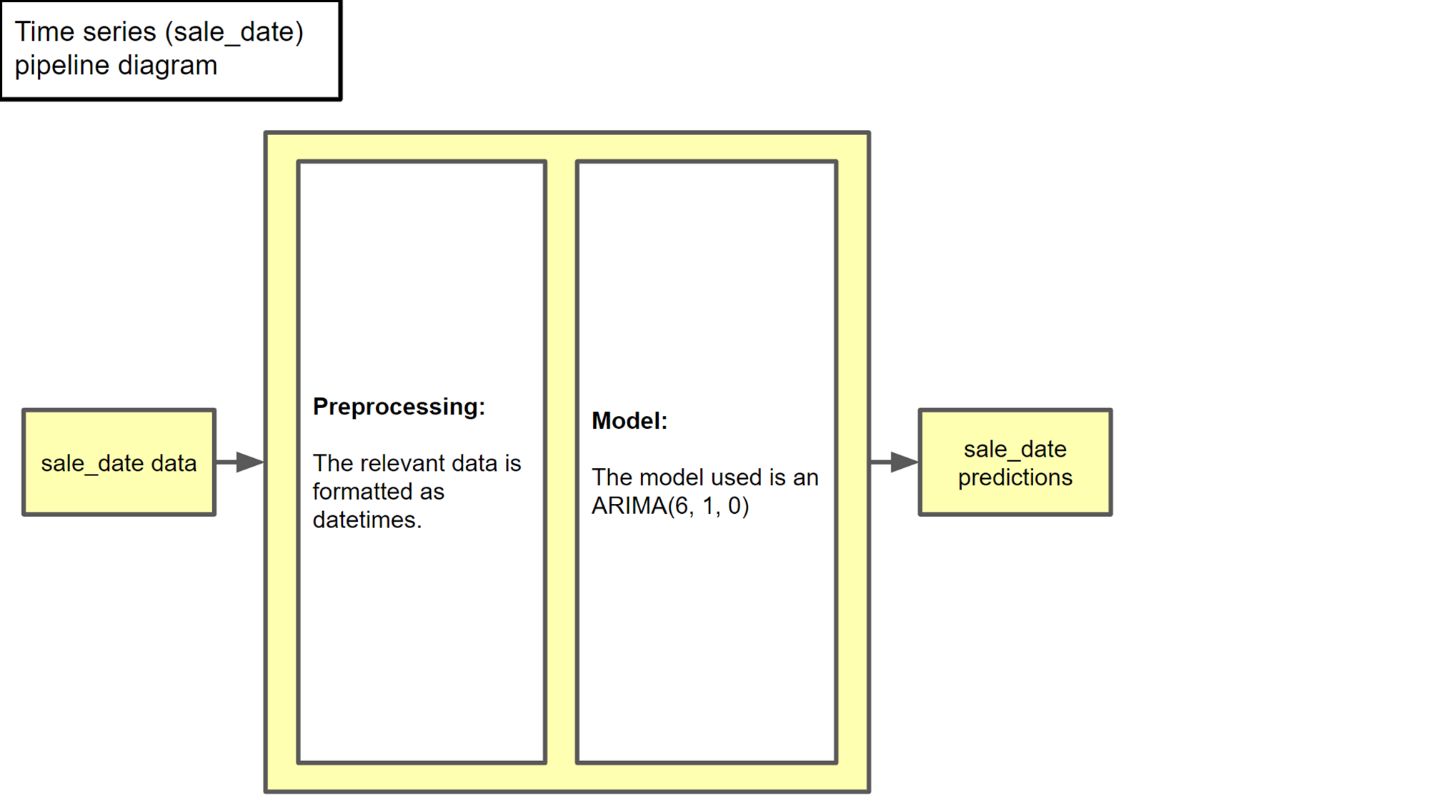 Time series (sale_date)
pipeline diagram
sale_date data
Preprocessing:
The relevant data is
formatted as
datetimes.
Model:
The model used is an
ARIMA(6, 1, 0)
sale_date
predictions